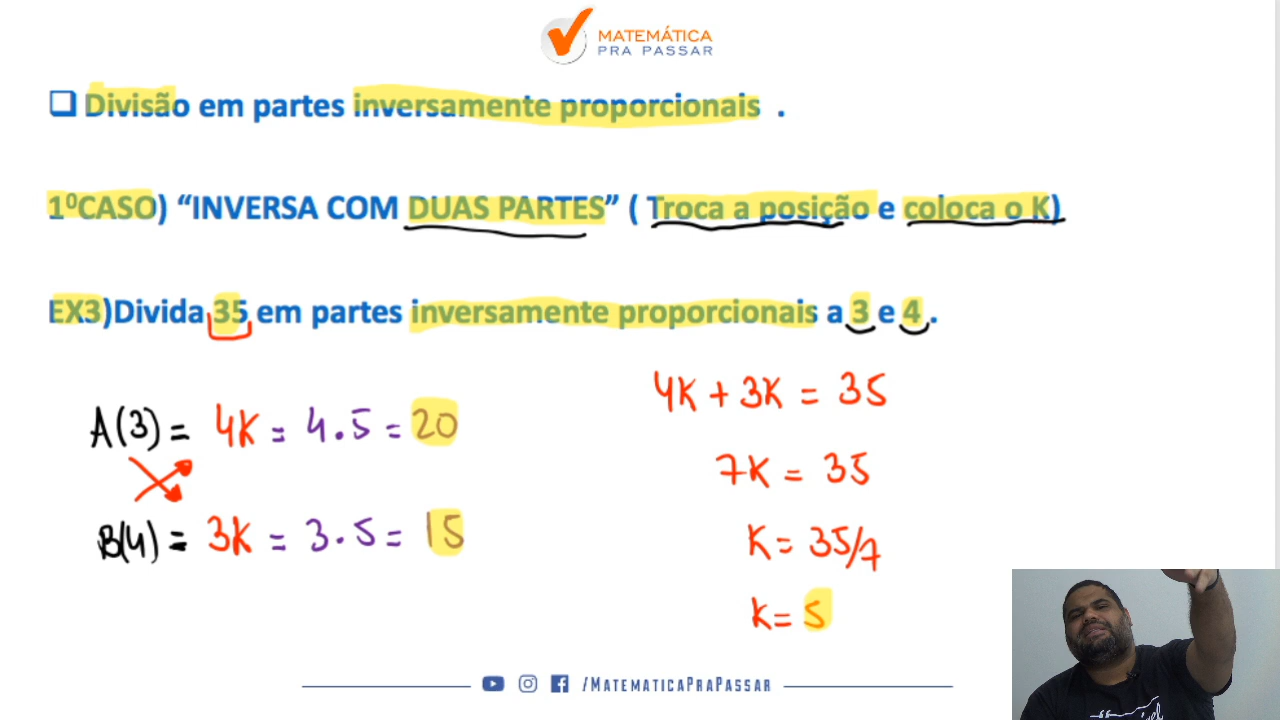 MATEMÁTICA
PRA PASSAR
Divisão em partes inversamente proporcionais .
1ºCASO) “INVERSA COM DUAS PARTES” ( Troca a posição e coloca o K)
EX3)Divida 35 em partes inversamente proporcionais a 3 e 4 .
A(3) = 4K = 4.5 = 20
B(4) = 3K = 3.5 = 15
4K + 3K = 35
7K = 35
K = 35/7
K = 5
/MATEMATICAPRAPASSAR